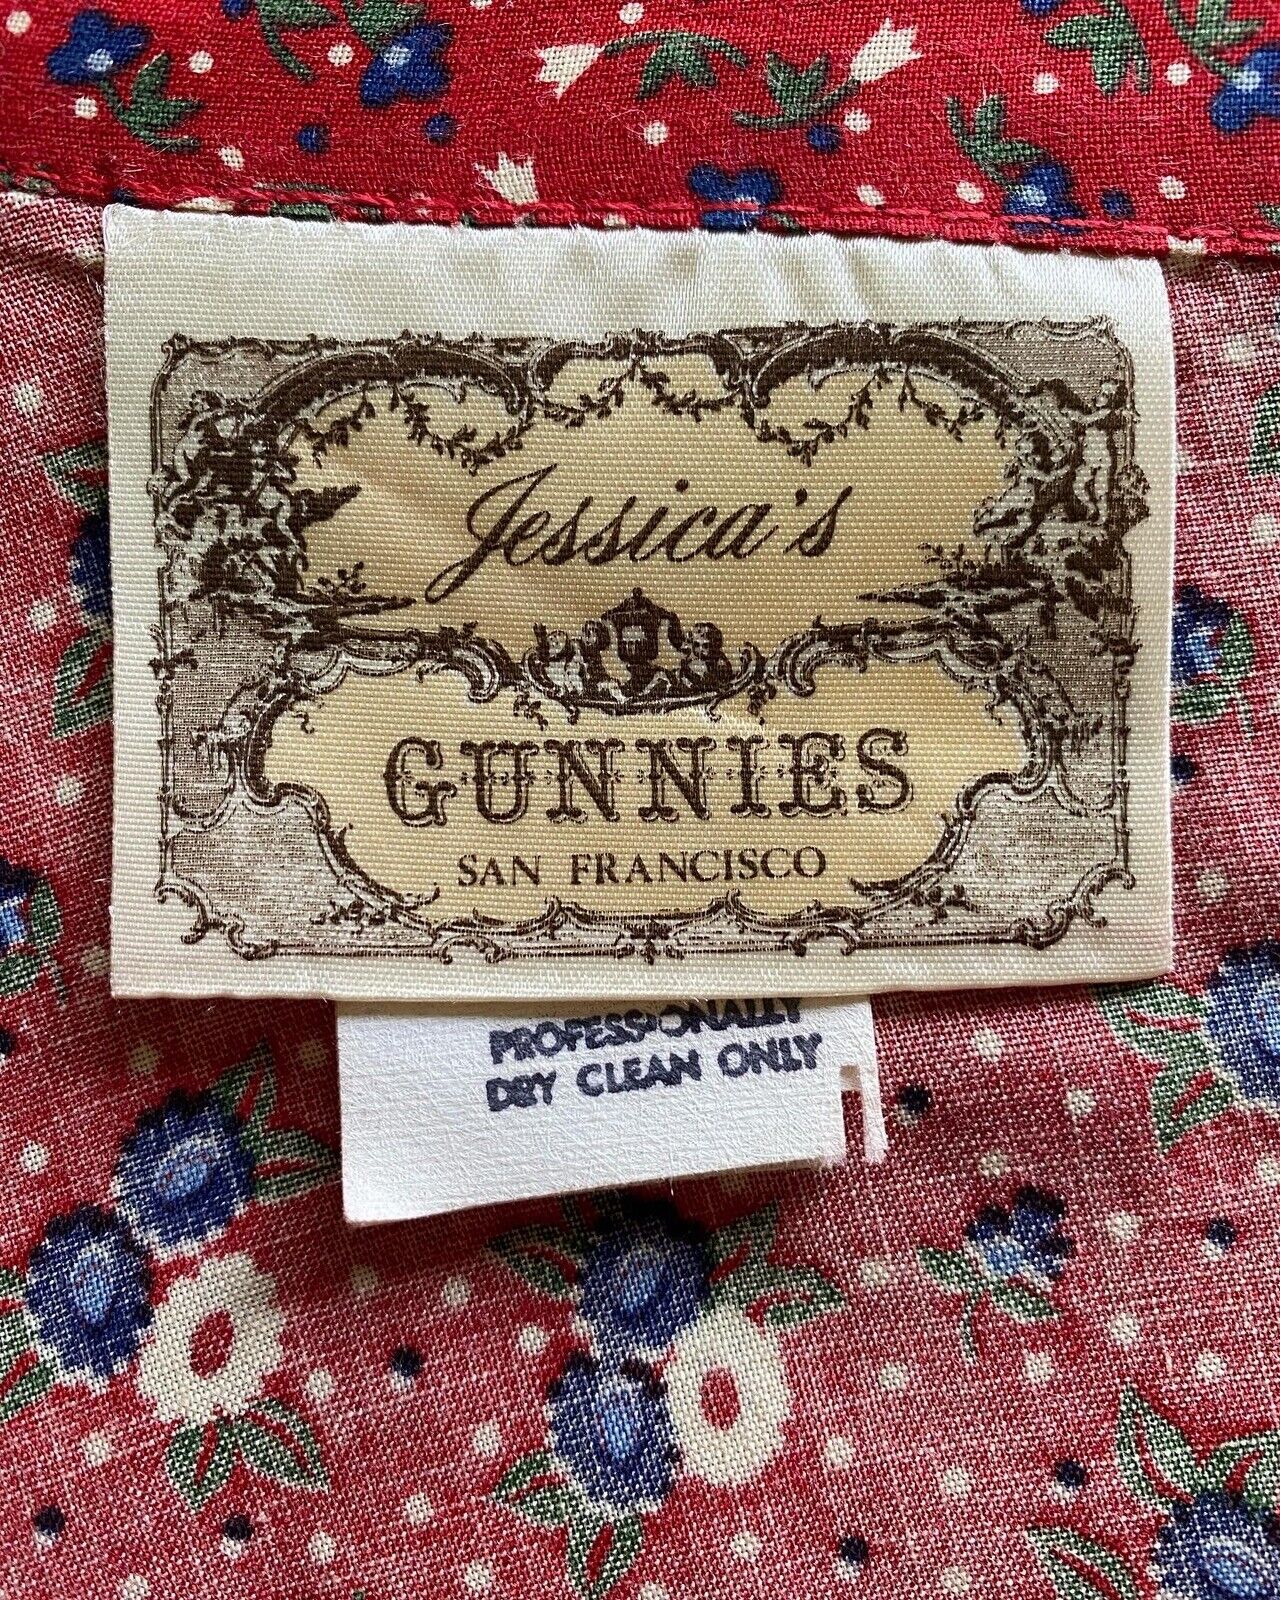 Jessica's
GUNNIES
SAN FRANCISCO
PROFESSIONALLY
DRY CLEAN ONLY